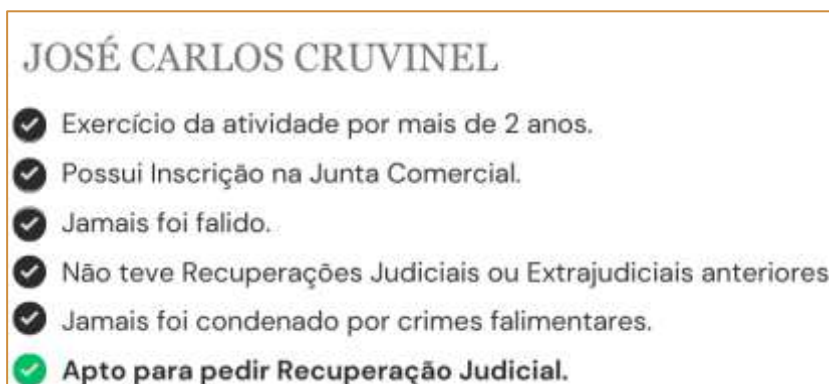 JOSÉ CARLOS CRUVINEL
Exercício da atividade por mais de 2 anos.
Possui Inscrição na Junta Comercial.
Jamais foi falido.
Não teve Recuperações Judiciais ou Extrajudiciais anteriores
Jamais foi condenado por crimes falimentares.
Apto para pedir Recuperação Judicial.